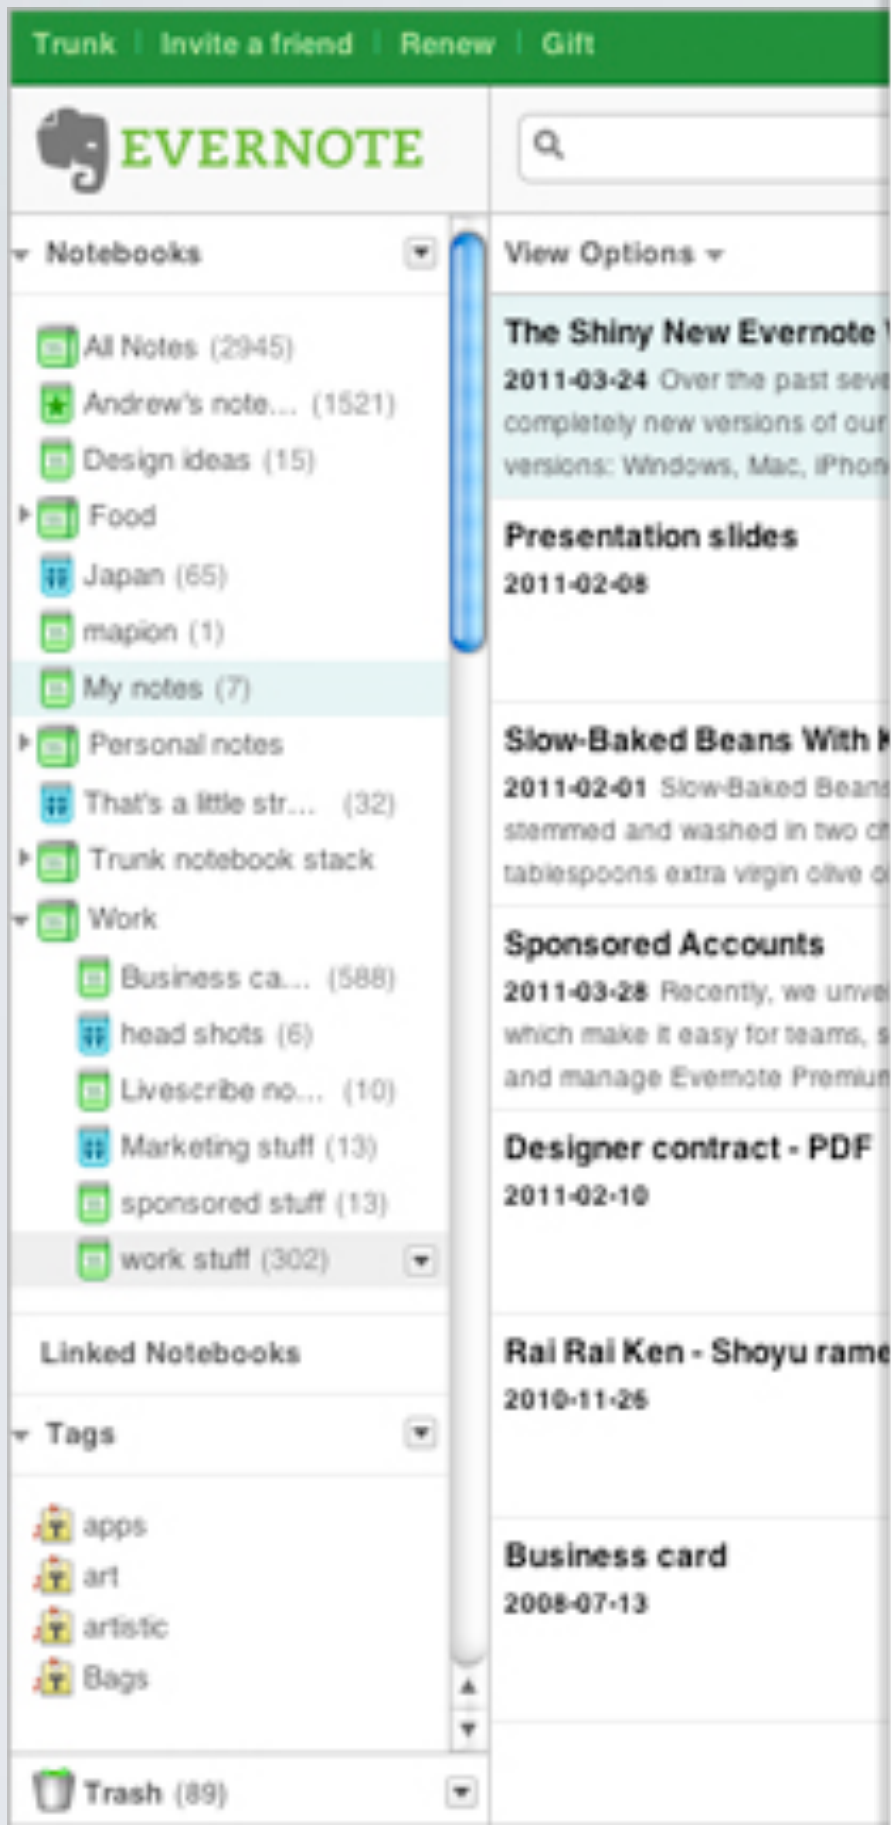 Trunk | Invite a friend | Renew | Gift
EVERNOTE
Notebooks
All Notes (2945)
Andrew's note... (1521)
Design ideas (15)
Food
Japan (65)
mapion (1)
My notes (7)
Personal notes
That's a little str... (32)
Trunk notebook stack
Work
Business ca... (588)
head shots (6)
Livescribe no... (10)
Marketing stuff (13)
sponsored stuff (13)
work stuff (302)
Linked Notebooks
Tags
apps
art
artistic
Bags
Trash (89)
View Options
The Shiny New Evernote
2011-03-24 Over the past seve
completely new versions of our
versions: Windows, Mac, iPhon
Presentation slides
2011-02-08
Slow-Baked Beans With K
2011-02-01 Slow-Baked Beans
stemmed and washed in two ch
tablespoons extra virgin olive o
Sponsored Accounts
2011-03-28 Recently, we unve
which make it easy for teams, s
and manage Evernote Premium
Designer contract - PDF
2011-02-10
Rai Rai Ken - Shoyu rame
2010-11-26
Business card
2008-07-13